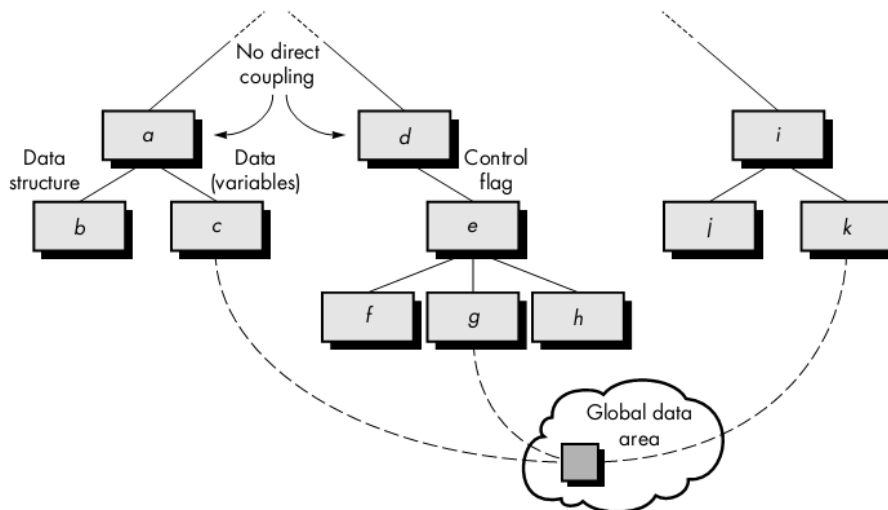 No direct
coupling
a
d
i
Data
structure
Data
(variables)
Control
flag
b
c
e
j
k
f
g
h
Global data
area